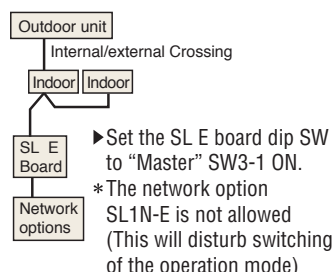 Outdoor unit
Internal/external Crossing
Indoor Indoor
SL E
Board
▶Set the SL E board dip SW
to “Master” SW3-1 ON.
Network
options
*The network option
SL1N-E is not allowed
(This will disturb switching
of the operation mode)